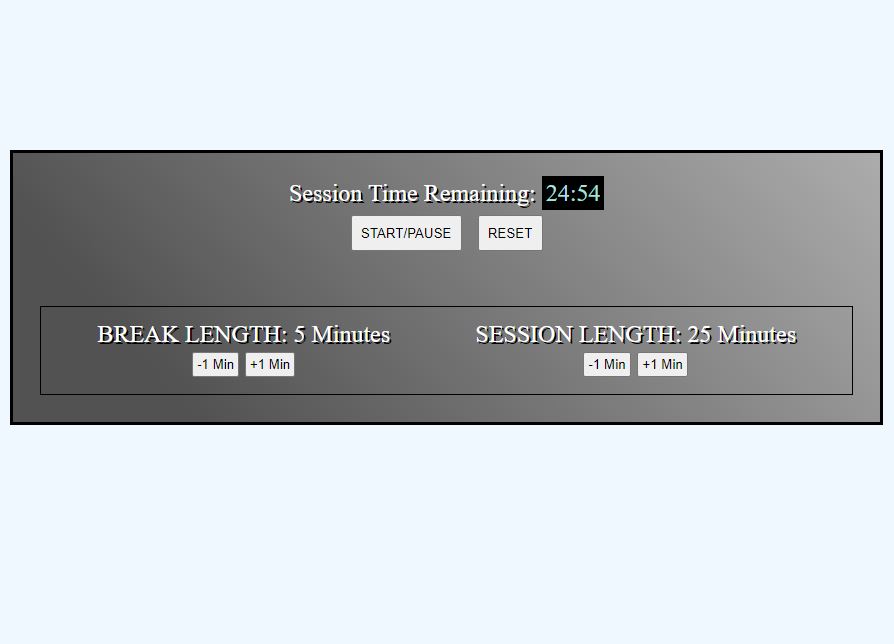 Session Time Remaining: 24:54
START/PAUSE RESET
BREAK LENGTH: 5 Minutes SESSION LENGTH: 25 Minutes
-1 Min +1 Min -1 Min +1 Min